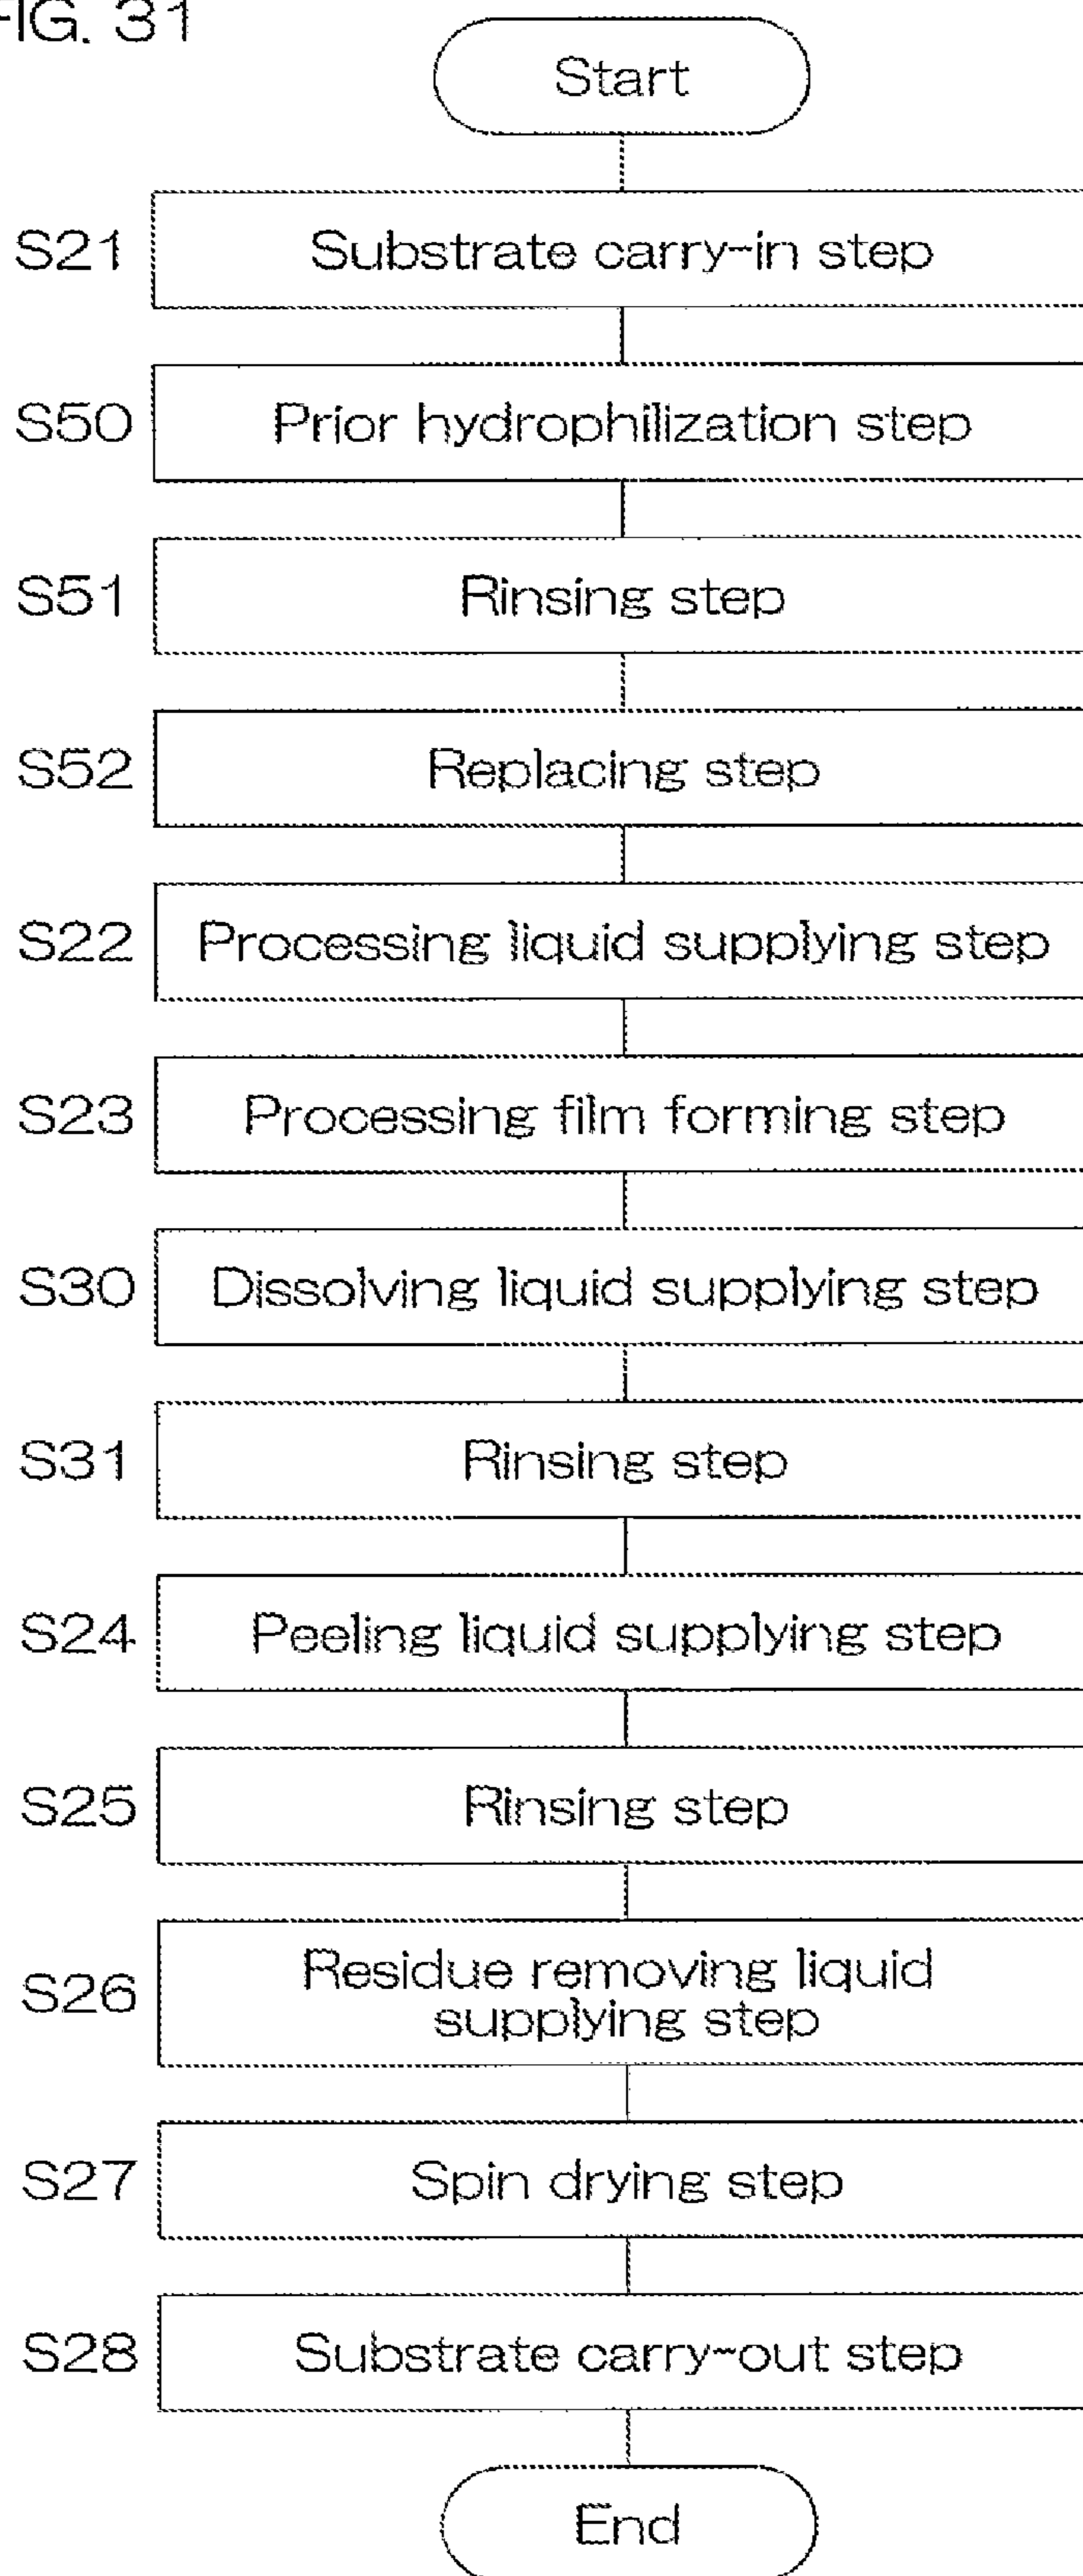 FIG. 31
Start
S21 Substrate carry-in step
S50 Prior hydrophilization step
S51 Rinsing step
S52 Replacing step
S22 Processing liquid supplying step
S23 Processing film forming step
S30 Dissolving liquid supplying step
S31 Rinsing step
S24 Peeling liquid supplying step
S25 Rinsing step
S26 Residue removing liquid
supplying step
S27 Spin drying step
S28 Substrate carry-out step
End